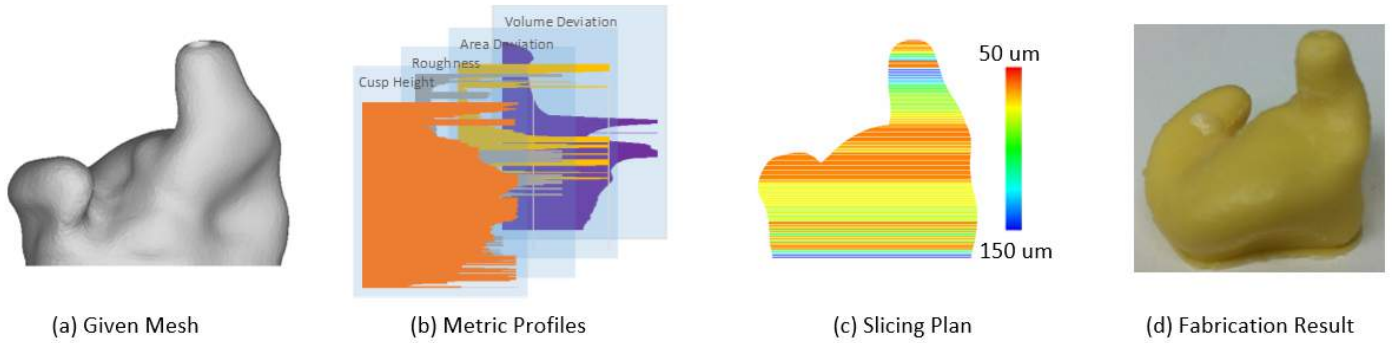 Volume Deviation
Area Deviation
Roughness
Cusp Height
50 um
150 um
(a) Given Mesh
(b) Metric Profiles
(c) Slicing Plan
(d) Fabrication Result